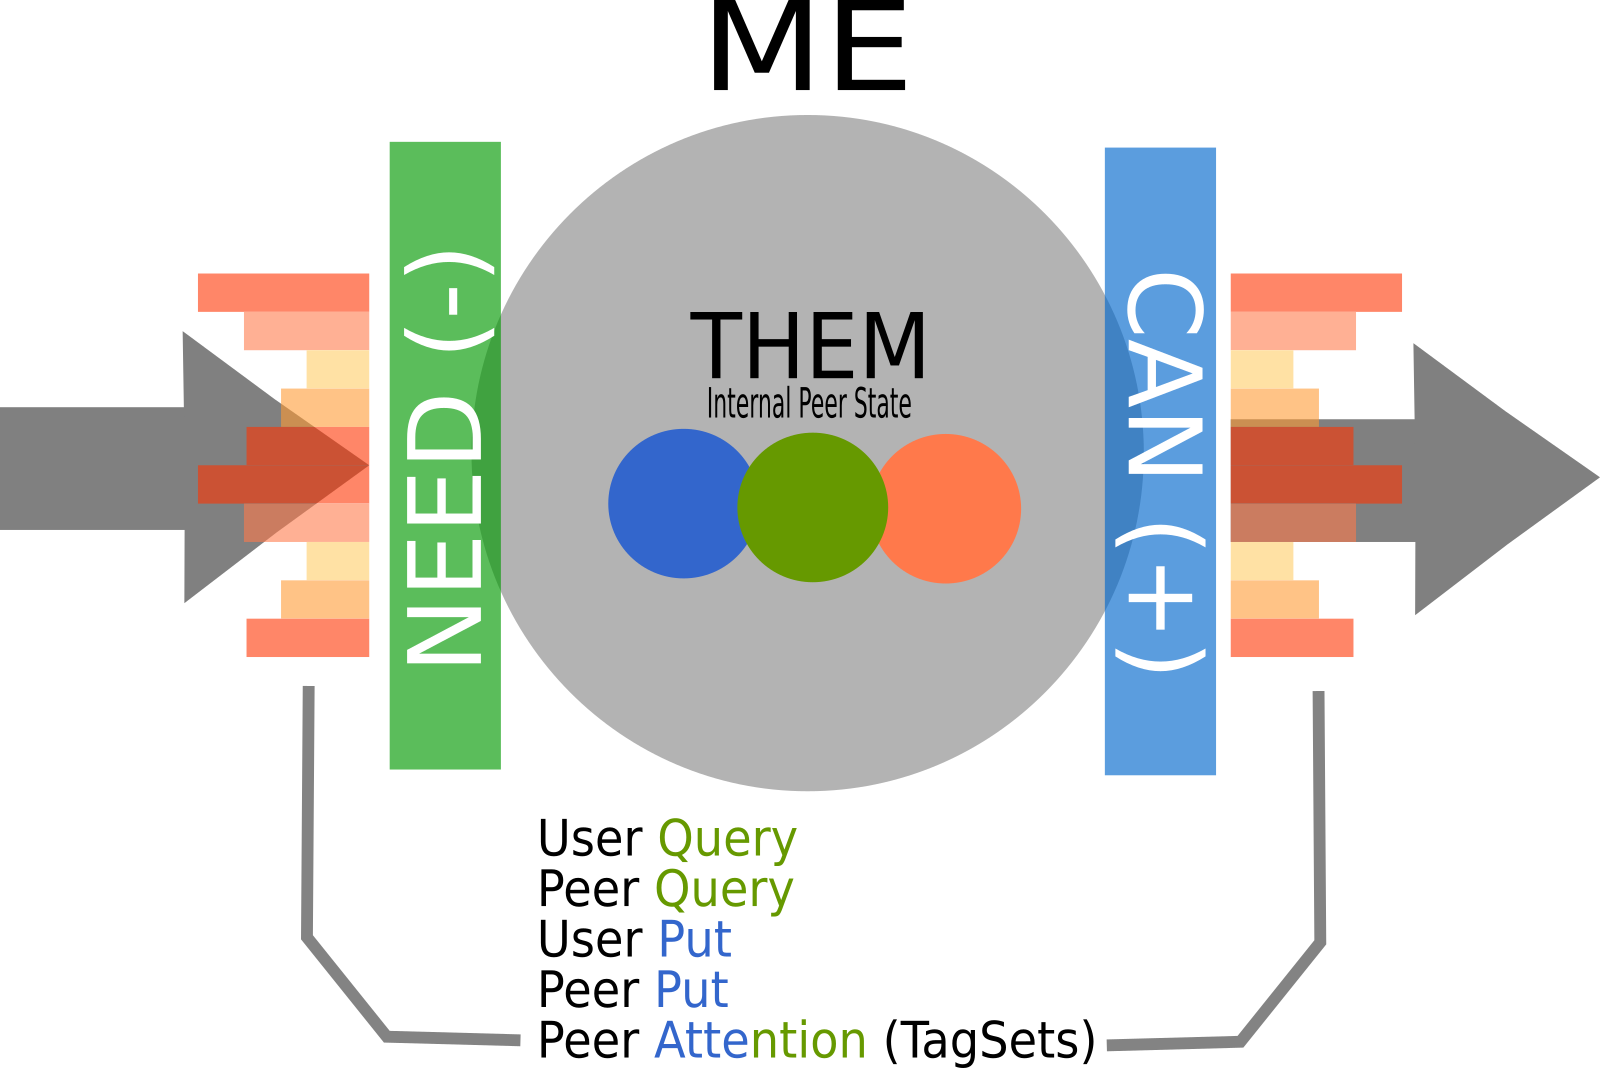 ME
NEED (-)
THEM
Internal Peer State
CAN (+)
User Query
Peer Query
User Put
Peer Put
Peer Attention (TagSets)